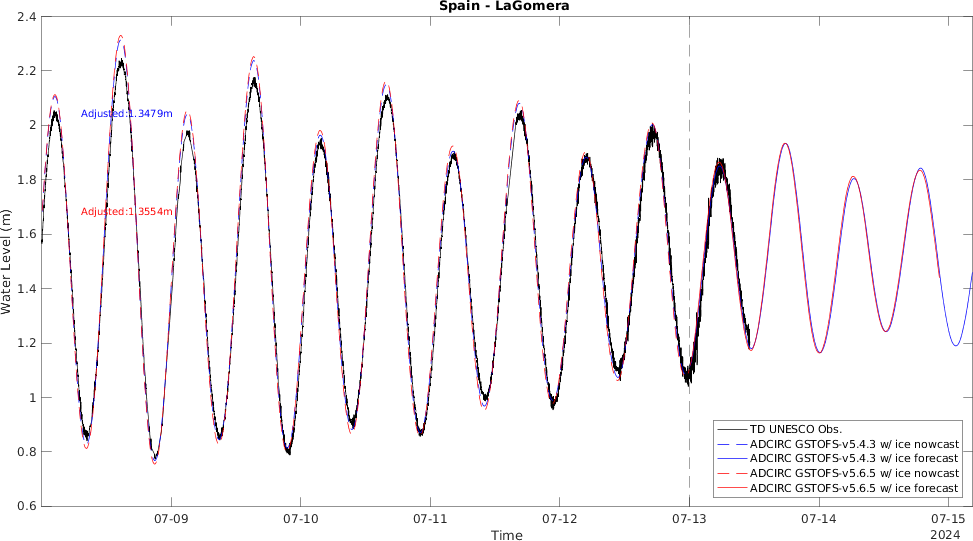 Spain - LaGomera
2.4
2.2
2
1.8
1.6
1.4
1.2
1
0.8
0.6
Water Level (m)
Adjusted:1.3479m
Adjusted:1.3554m
TD UNESCO Obs.
ADCIRC GSTOFS-v5.4.3 w/ ice nowcast
ADCIRC GSTOFS-v5.4.3 w/ ice forecast
ADCIRC GSTOFS-v5.6.5 w/ ice nowcast
ADCIRC GSTOFS-v5.6.5 w/ ice forecast
07-09 07-10 07-11 07-12 07-13 07-14 07-15
Time
2024